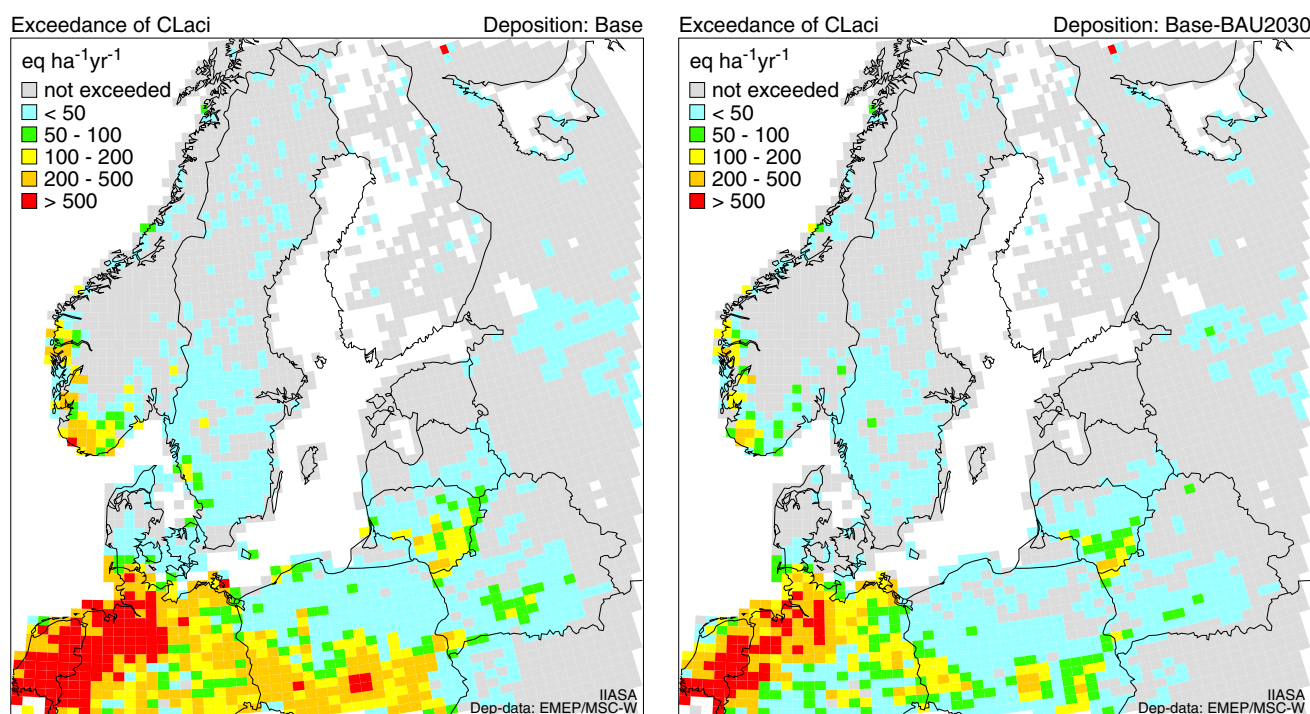 Exceedance of CLaci Deposition: Base
eq ha⁻¹yr⁻¹
not exceeded
< 50
50 - 100
100 - 200
200 - 500
> 500
IIASA
Dep-data: EMEP/MSC-W
Exceedance of CLaci Deposition: Base-BAU2030
eq ha⁻¹yr⁻¹
not exceeded
< 50
50 - 100
100 - 200
200 - 500
> 500
IIASA
Dep-data: EMEP/MSC-W